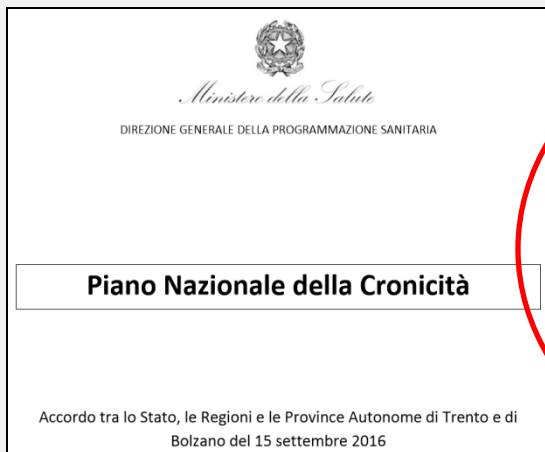 Ministero della Salute
DIREZIONE GENERALE DELLA PROGRAMMAZIONE SANITARIA
Piano Nazionale della Cronicità
Accordo tra lo Stato, le Regioni e le Province Autonome di Trento e di
Bolzano del 15 settembre 2016